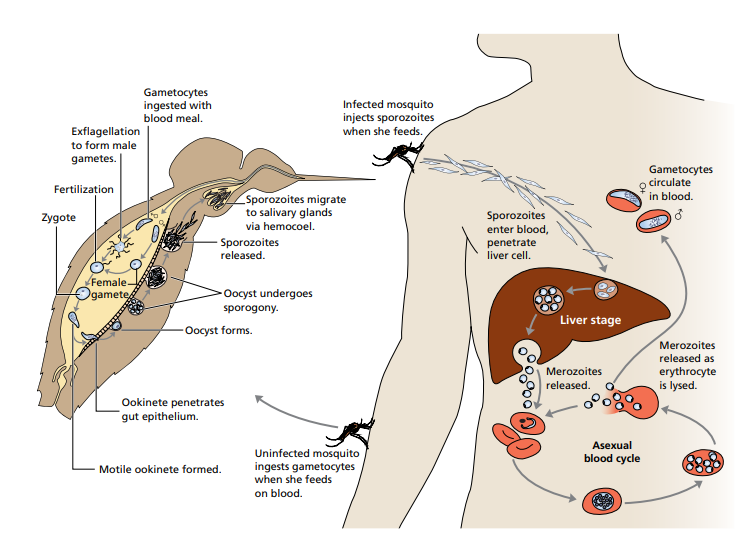 Gametocytes
ingested with
blood meal.
Exflagellation
to form male
gametes.
Fertilization
Zygote
Sporozoites migrate
to salivary glands
via hemocoel.
Sporozoites
released.
Female
gamete
Oocyst undergoes
sporogony.
Oocyst forms.
Ookinete penetrates
gut epithelium.
Motile ookinete formed.
Infected mosquito
injects sporozoites
when she feeds.
Uninfected mosquito
ingests gametocytes
when she feeds
on blood.
Sporozoites
enter blood,
penetrate
liver cell.
Gametocytes
circulate
in blood.
♀
♂
Liver stage
Merozoites
released.
Merozoites
released as
erythrocyte
is lysed.
Asexual
blood cycle